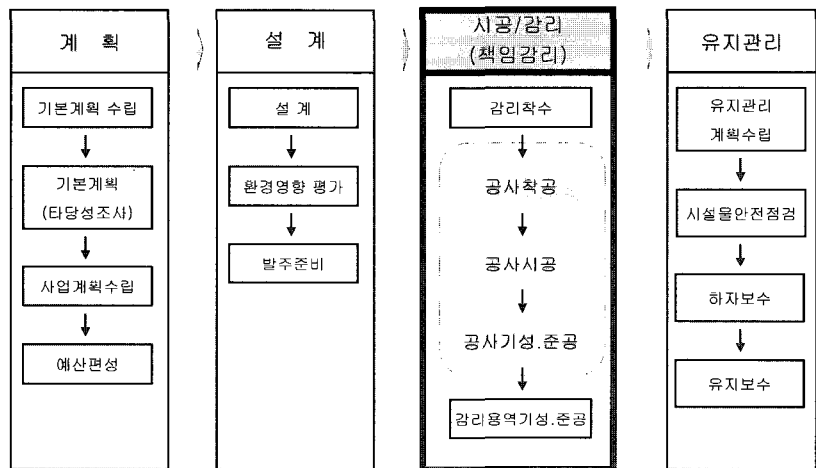 계 획
기본계획 수립
기본계획
(타당성조사)
사업계획수립
예산편성
설 계
설 계
환경영향 평가
발주준비
시공/감리
(책임감리)
감리착수
공사착공
공사시공
공사기성.준공
감리용역기성.준공
유지관리
유지관리
계획수립
시설물안전점검
하자보수
유지보수